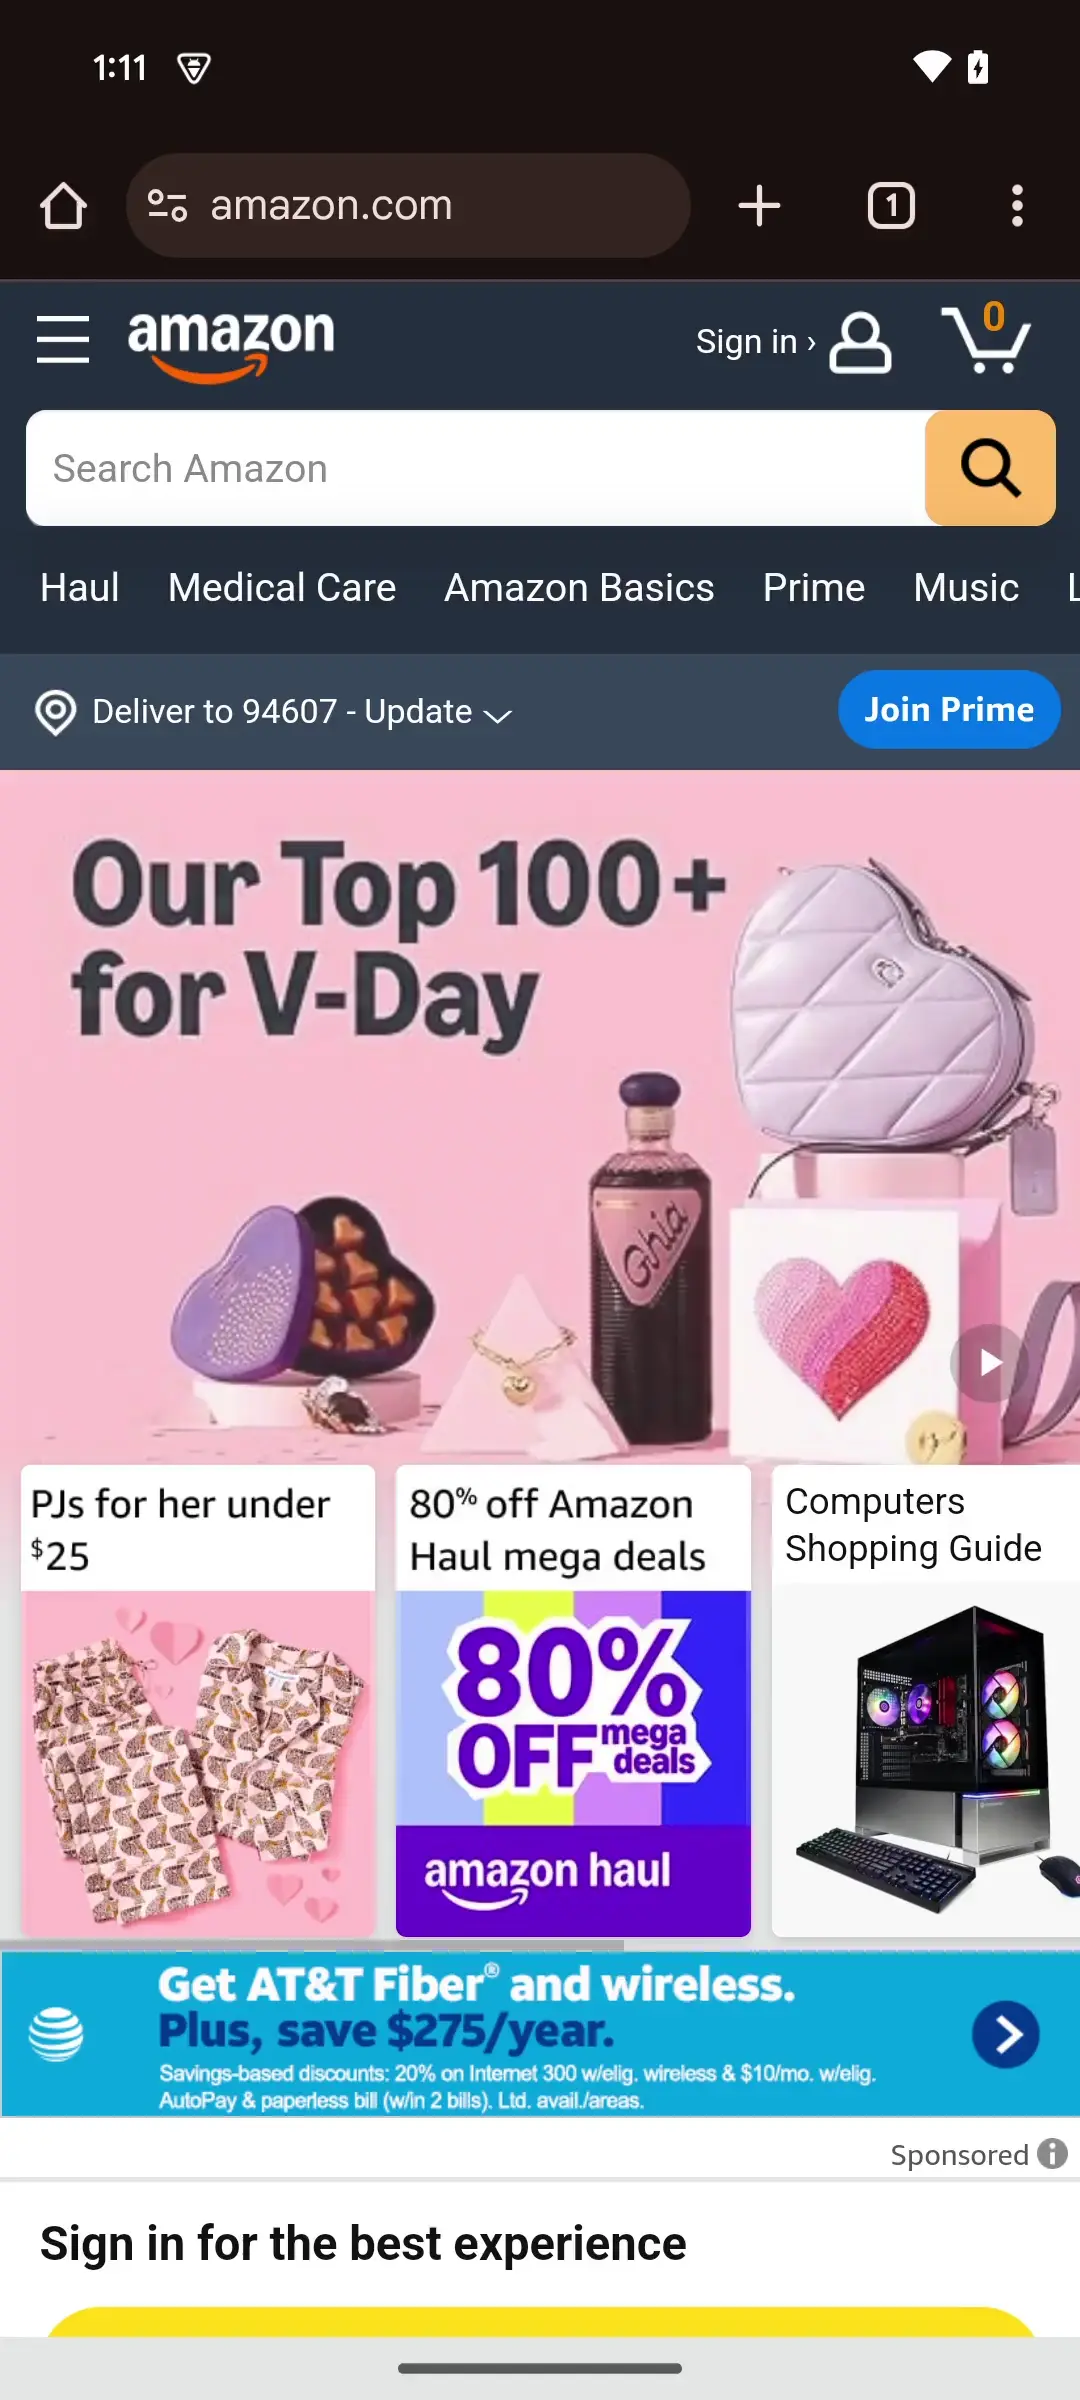 1:11
amazon.com
1
amazon
Sign in ›
0
Search Amazon
Haul Medical Care Amazon Basics Prime Music L
Deliver to 94607 - Update
Join Prime
Our Top 100+
for V-Day
Ghia
PJs for her under
$25
80% off Amazon
Haul mega deals
80%
OFF mega
deals
amazon haul
Computers
Shopping Guide
Get AT&T Fiber® and wireless.
Plus, save $275/year.
Savings-based discounts: 20% on Internet 300 w/elig. wireless & $10/mo. w/elig.
AutoPay & paperless bill (w/in 2 bills). Ltd. avail./areas.
Sponsored
Sign in for the best experience